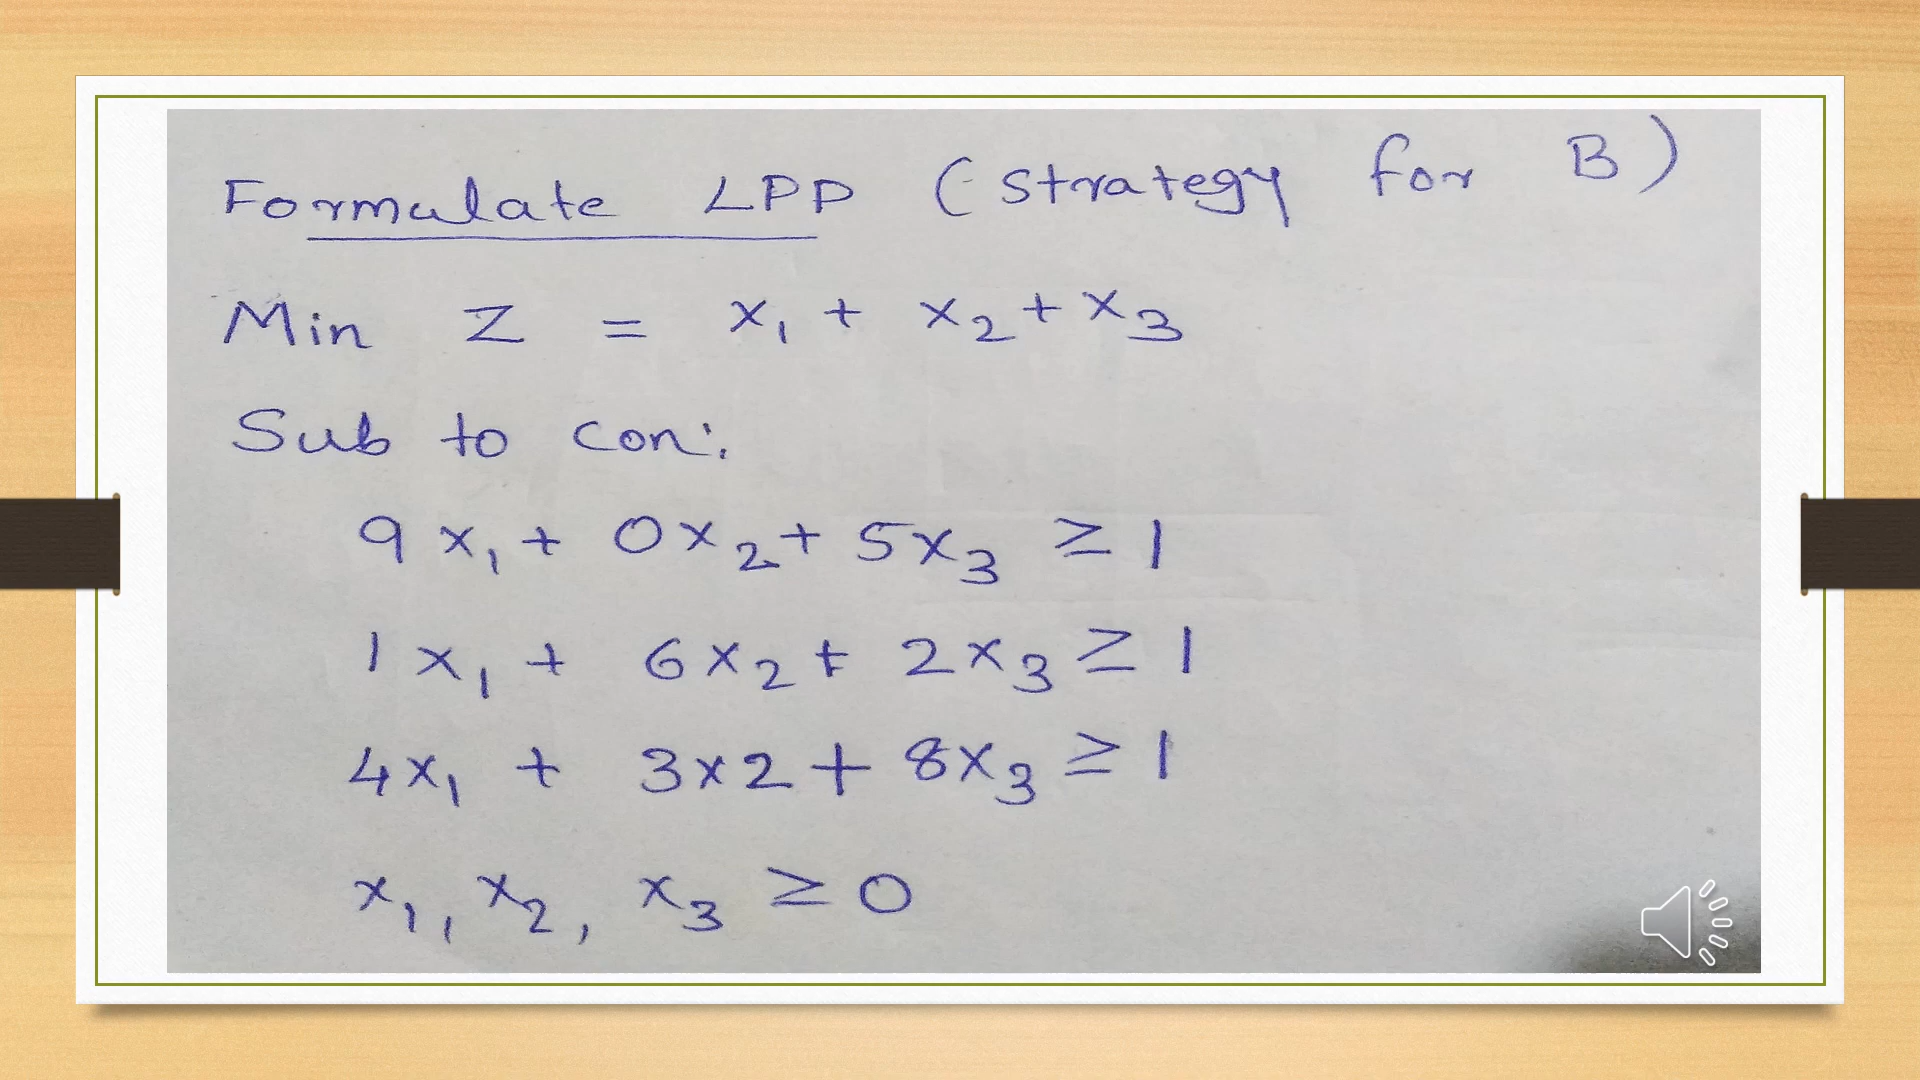 Formulate LPP (Strategy for B)
Min Z = x₁ + x₂ + x₃
Sub to con:
9x₁ + 0x₂ + 5x₃ ≥ 1
1x₁ + 6x₂ + 2x₃ ≥ 1
4x₁ + 3x2 + 8x₃ ≥ 1
x₁, x₂, x₃ ≥ 0